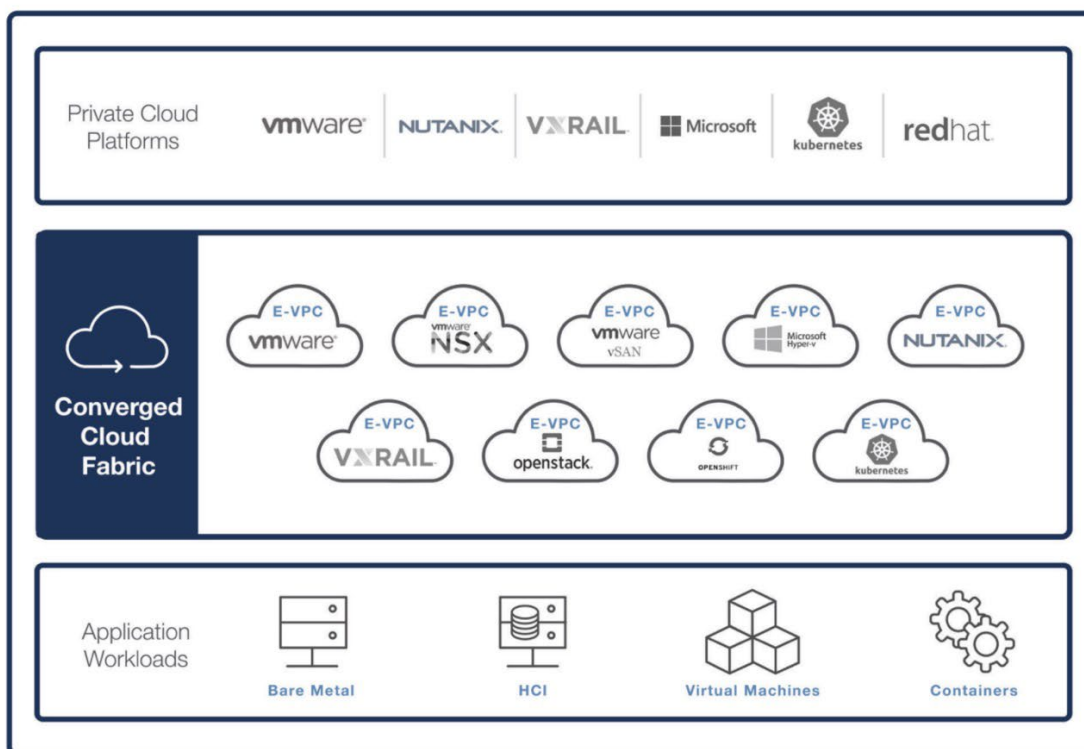 Private Cloud
Platforms
vmware®
NUTANIX.
VXRAIL.
Microsoft
kubernetes
redhat.
Converged
Cloud
Fabric
E-VPC
vmware®
E-VPC
vmware®
NSX
E-VPC
vmware
vSAN
E-VPC
Microsoft
Hyper-v
E-VPC
NUTANIX.
E-VPC
VXRAIL.
E-VPC
openstack.
E-VPC
OPENSHIFT
E-VPC
kubernetes
Application
Workloads
Bare Metal
HCI
Virtual Machines
Containers